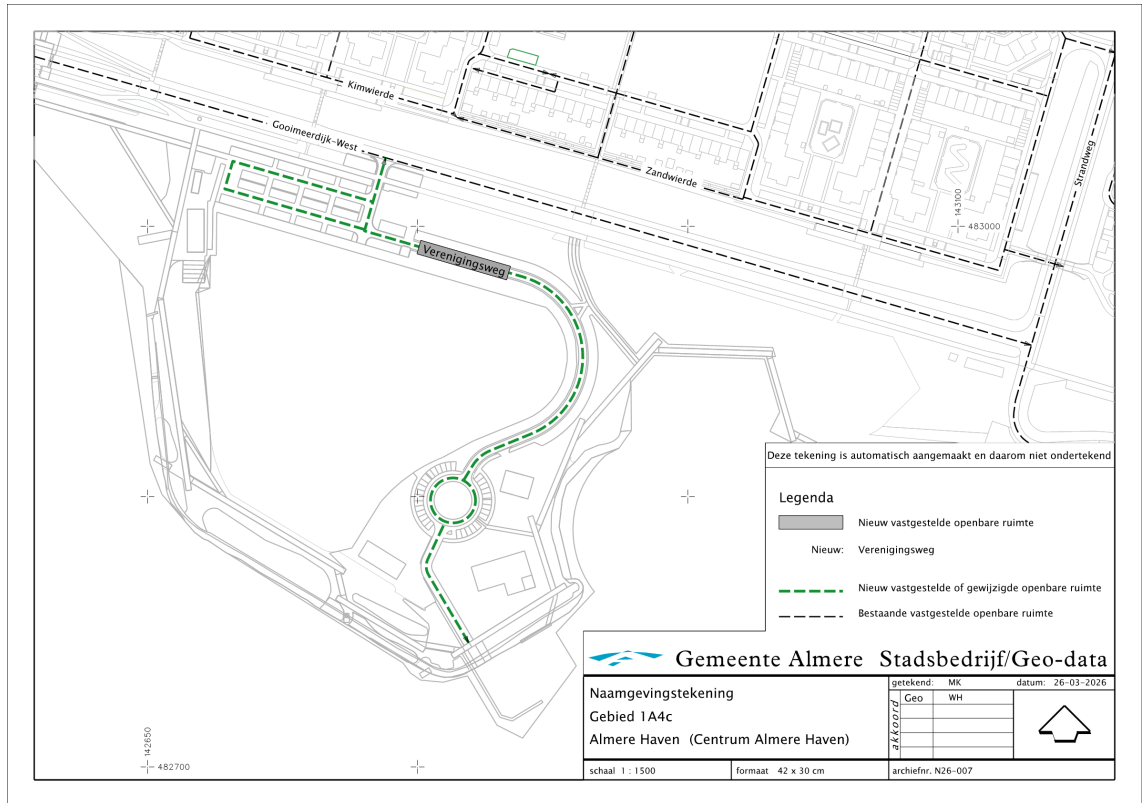 Kimwierde
Gooimeerdijk-West
Zandwierde
Strandweg
143100
483000
Verenigingsweg
142650
482700
Deze tekening is automatisch aangemaakt en daarom niet ondertekend
Legenda
Nieuw vastgestelde openbare ruimte
Nieuw: Verenigingsweg
Nieuw vastgestelde of gewijzigde openbare ruimte
Bestaande vastgestelde openbare ruimte
Gemeente Almere Stadsbedrijf/Geo-data
Naamgevingstekening
Gebied 1A4c
Almere Haven (Centrum Almere Haven)
getekend: MK datum: 26-03-2026
akkoord
Geo WH
schaal 1 : 1500 formaat 42 x 30 cm archiefnr. N26-007